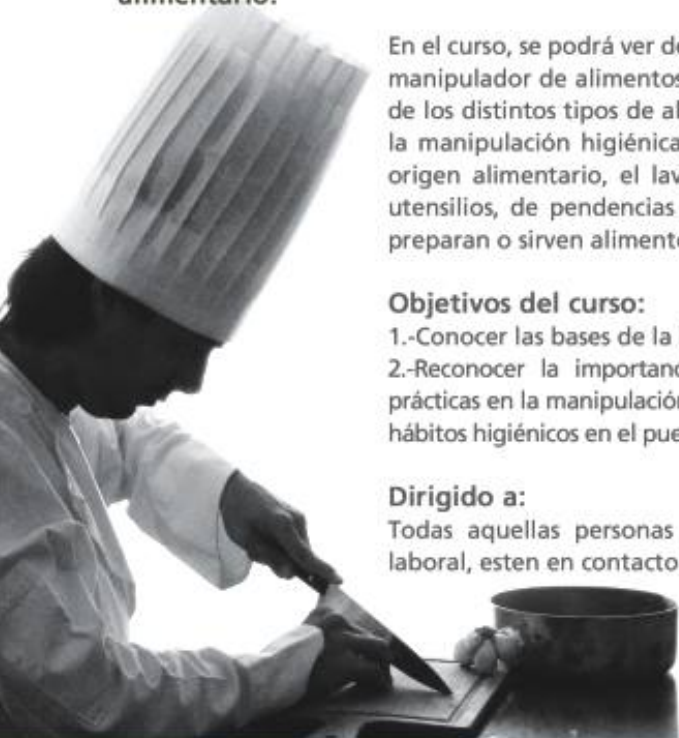 alimentario.
En el curso, se podrá ver de
manipulador de alimentos
de los distintos tipos de al
la manipulación higiénica
origen alimentario, el lav
utensilios, de pendencias
preparan o sirven alimento
Objetivos del curso:
1.-Conocer las bases de la
2.-Reconocer la importanc
prácticas en la manipulación
hábitos higiénicos en el pue
Dirigido a:
Todas aquellas personas
laboral, esten en contacto